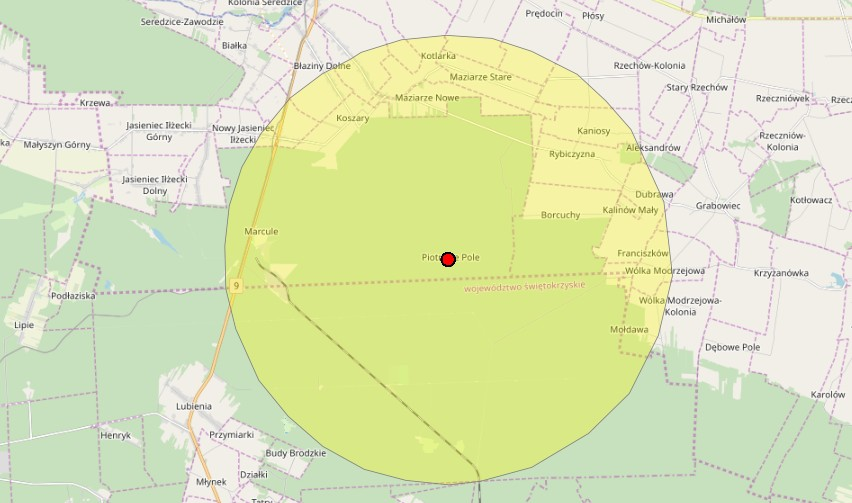 Kolonia Seredzice
Seredzice-Zawodzie
Prędocin
Płósy
Michałów
Białka
Kotlarka
Błaziny Dolne
Rzechów-Kolonia
Maziarze Stare
Stary Rzechów
Maziarze Nowe
Rzeczniówek
Krzewa
Koszary
Jasieniec Iłżecki
Górny
Nowy Jasieniec
Iłżecki
Kaniosy
Rzeczniów-
Kolonia
Małyszyn Górny
Aleksandrów
Rybiczyzna
Jasieniec Iłżecki
Dolny
Dubrawa
Kotłowacz
Grabowiec
Kalinów Mały
Borcuchy
Marcule
Franciszków
Pole
Wólka Modrzejowa
Krzyżanówka
9
województwo świętokrzyskie
Podłaziska
Wólka Modrzejowa-
Kolonia
Lipie
Mołdawa
Dębowe Pole
Karolów
Lubienia
Henryk
Przymiarki
Budy Brodzkie
Działki
Młynek